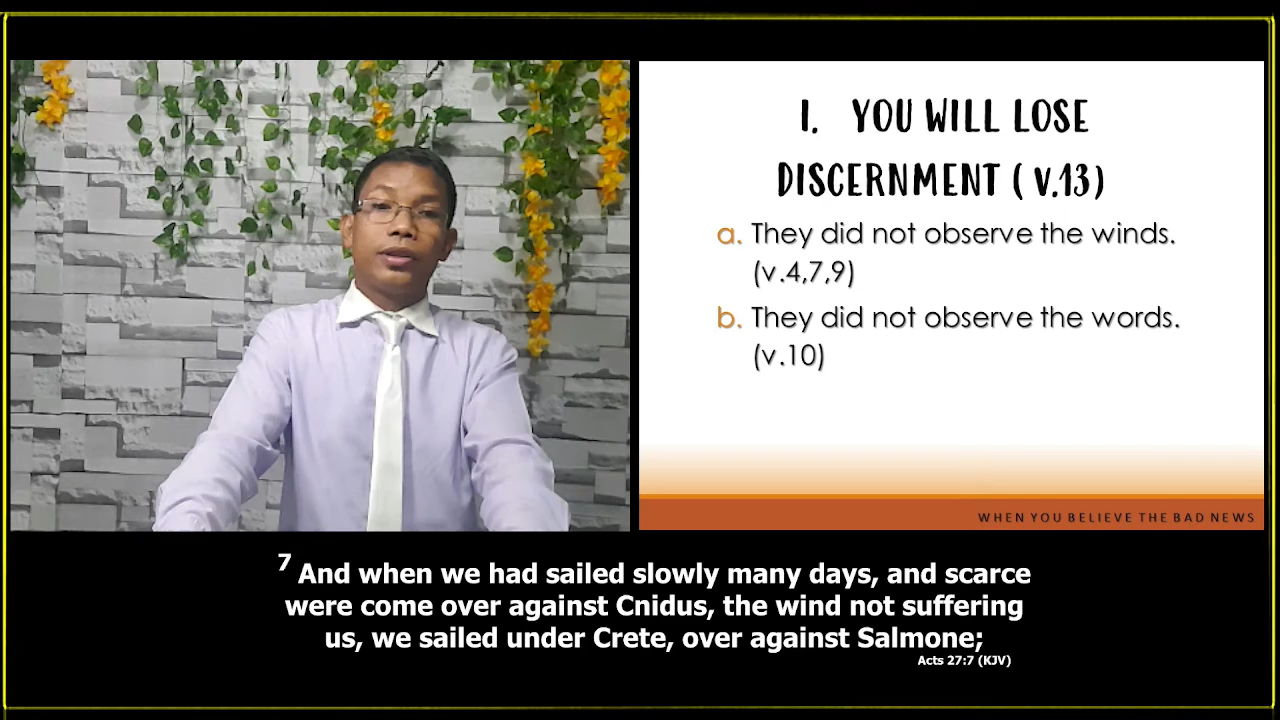 I. YOU WILL LOSE
DISCERNMENT ( V.13)
a. They did not observe the winds.
(v.4,7,9)
b. They did not observe the words.
(v.10)
WHEN YOU BELIEVE THE BAD NEWS
7 And when we had sailed slowly many days, and scarce
were come over against Cnidus, the wind not suffering
us, we sailed under Crete, over against Salmone;
Acts 27:7 (KJV)